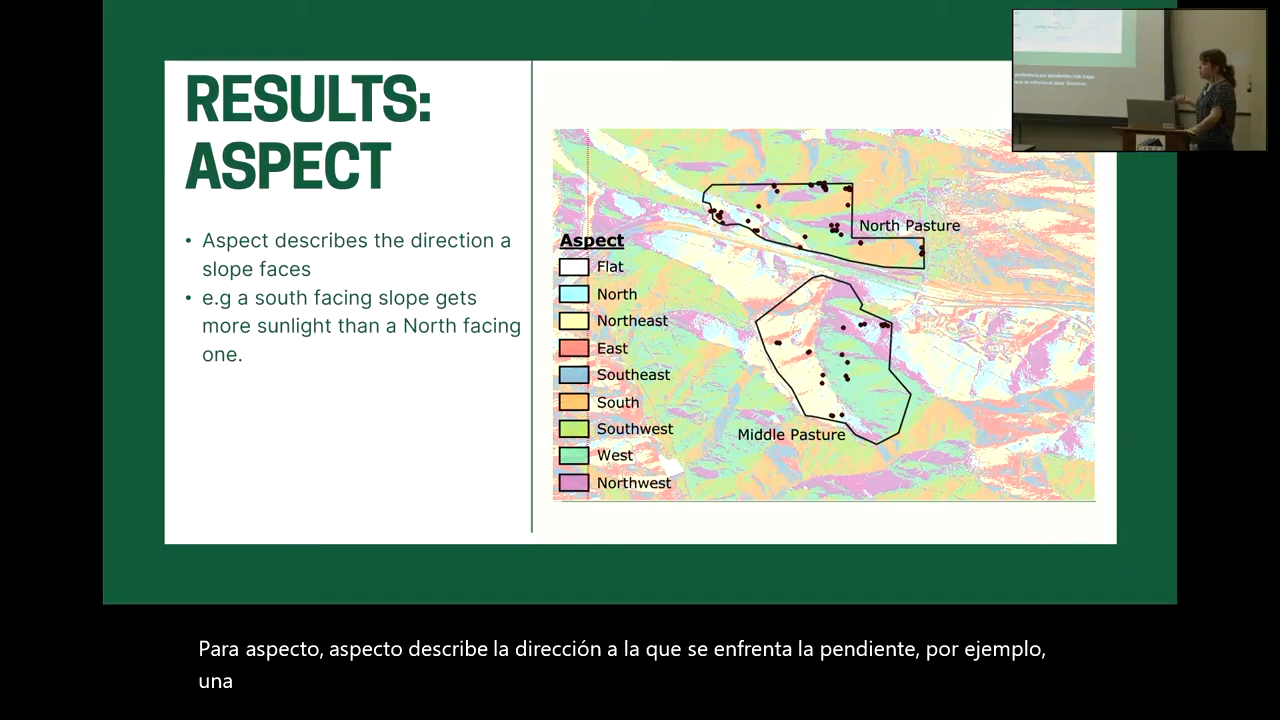 RESULTS:
ASPECT
• Aspect describes the direction a
slope faces
• e.g a south facing slope gets
more sunlight than a North facing
one.
Aspect
Flat
North
Northeast
East
Southeast
South
Southwest
West
Northwest
North Pasture
Middle Pasture
Para aspecto, aspecto describe la dirección a la que se enfrenta la pendiente, por ejemplo,
una